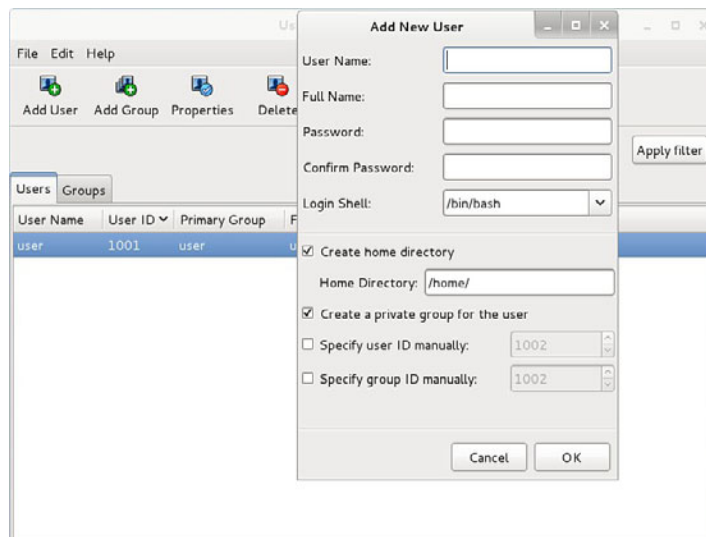 Add New User
File Edit Help
Add User Add Group Properties Delete
Apply filter
Users Groups
User Name User ID Primary Group F
user 1001 user u
User Name:
Full Name:
Password:
Confirm Password:
Login Shell: /bin/bash
Create home directory
Home Directory: /home/
Create a private group for the user
Specify user ID manually: 1002
Specify group ID manually: 1002
Cancel OK